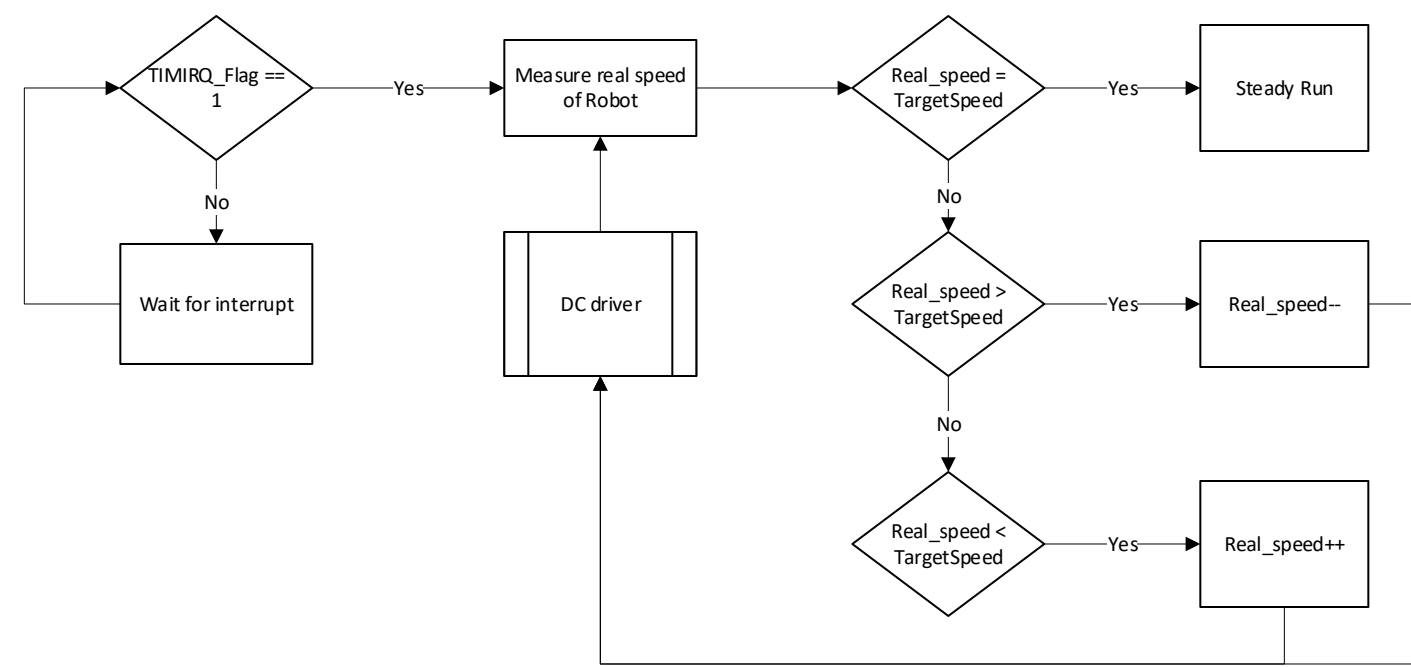 TIMIRQ_Flag ==
1
Yes
No
Wait for interrupt
Measure real speed
of Robot
DC driver
Real_speed =
TargetSpeed
Yes
Steady Run
No
Real_speed >
TargetSpeed
Yes
Real_speed--
No
Real_speed <
TargetSpeed
Yes
Real_speed++